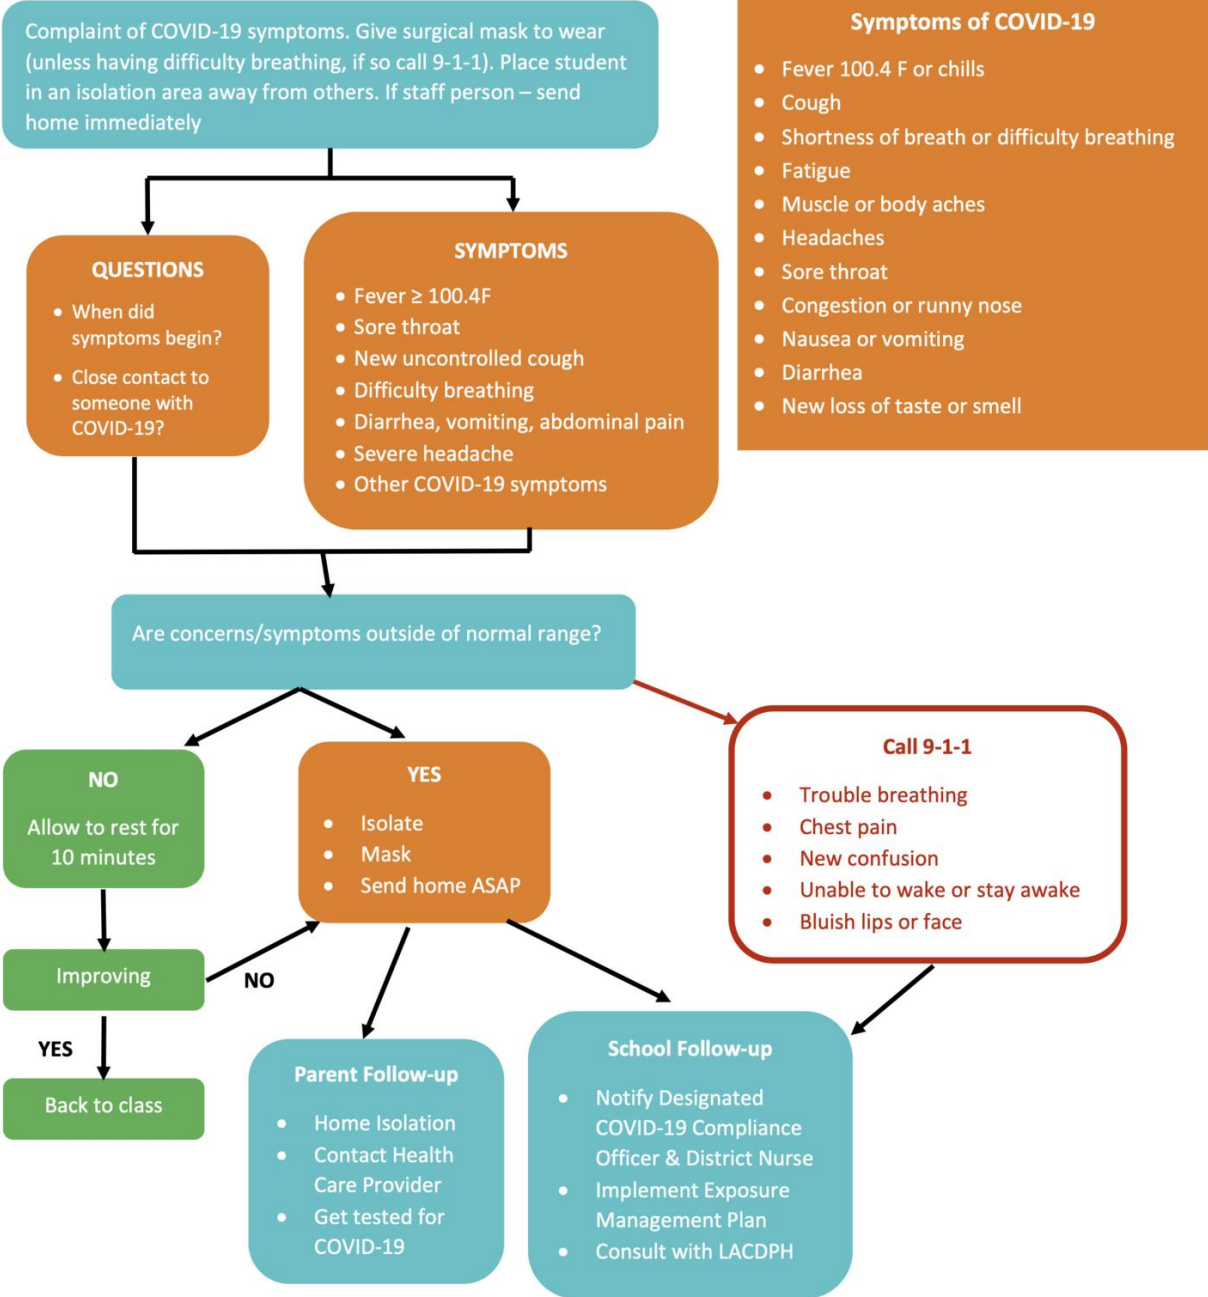 Complaint of COVID-19 symptoms. Give surgical mask to wear
(unless having difficulty breathing, if so call 9-1-1). Place student
in an isolation area away from others. If staff person – send
home immediately
Symptoms of COVID-19
• Fever 100.4 F or chills
• Cough
• Shortness of breath or difficulty breathing
• Fatigue
• Muscle or body aches
• Headaches
• Sore throat
• Congestion or runny nose
• Nausea or vomiting
• Diarrhea
• New loss of taste or smell
QUESTIONS
• When did
symptoms begin?
• Close contact to
someone with
COVID-19?
SYMPTOMS
• Fever ≥ 100.4F
• Sore throat
• New uncontrolled cough
• Difficulty breathing
• Diarrhea, vomiting, abdominal pain
• Severe headache
• Other COVID-19 symptoms
Are concerns/symptoms outside of normal range?
NO
Allow to rest for
10 minutes
YES
• Isolate
• Mask
• Send home ASAP
Call 9-1-1
• Trouble breathing
• Chest pain
• New confusion
• Unable to wake or stay awake
• Bluish lips or face
Improving
NO
YES
Back to class
Parent Follow-up
• Home Isolation
• Contact Health
Care Provider
• Get tested for
COVID-19
School Follow-up
• Notify Designated
COVID-19 Compliance
Officer & District Nurse
• Implement Exposure
Management Plan
• Consult with LACDPH